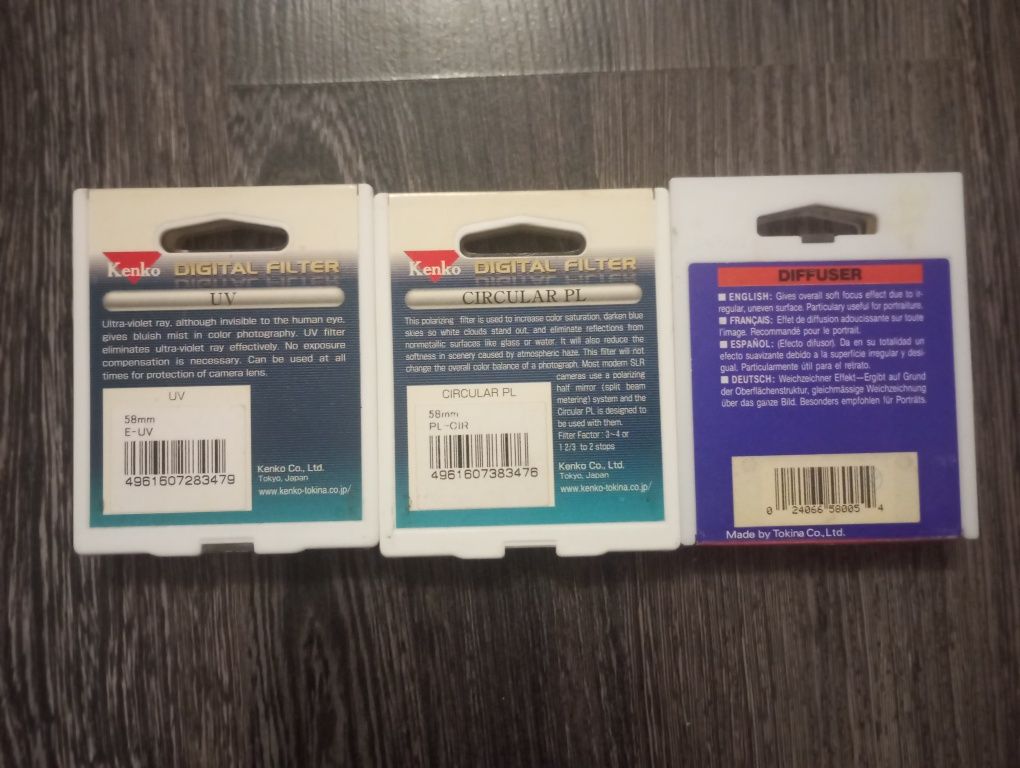 Kenko DIGITAL FILTER
UV
Ultra-violet ray, although invisible to the human eye,
gives bluish mist in color photography. UV filter
eliminates ultra-violet ray effectively. No exposure
compensation is necessary. Can be used at all
times for protection of camera lens.
UV
58mm
E-UV
4961607283479
Kenko Co., Ltd.
Tokyo, Japan
www.kenko-tokina.co.jp/
Kenko DIGITAL FILTER
CIRCULAR PL
This polarizing filter is used to increase color saturation, darken blue
skies so white clouds stand out, and eliminate reflections from
nonmetallic surfaces like glass or water. It will also reduce the
softness in scenery caused by atmospheric haze. This filter will not
change the overall color balance of a photograph. Most modern SLR
cameras use a polarizing
half mirror (split beam
metering) system and the
Circular PL is designed to
be used with them.
Filter Factor: 3~4 or
1 2/3 to 2 stops
CIRCULAR PL
58mm
PL-CIR
4961607383476
Kenko Co., Ltd.
Tokyo, Japan
www.kenko-tokina.co.jp/
DIFFUSER
■ ENGLISH: Gives overall soft focus effect due to ir-
regular, uneven surface. Particulary useful for portraiture.
■ FRANÇAIS: Effet de diffusion adoucissante sur toute
l'image. Recommandé pour le portrait.
■ ESPAÑOL: (Efecto difusor). Da en su totalidad un
efecto suavizante debido a la superficie irregular y desi-
gual. Particularmente útil para el retrato.
■ DEUTSCH: Weichzeichner Effekt—Ergibt auf Grund
der Oberflächenstruktur, gleichmässige Weichzeichnung
über das ganze Bild. Besonders empfohlen für Porträts.
0 24066 58005 4
Made by Tokina Co., Ltd.